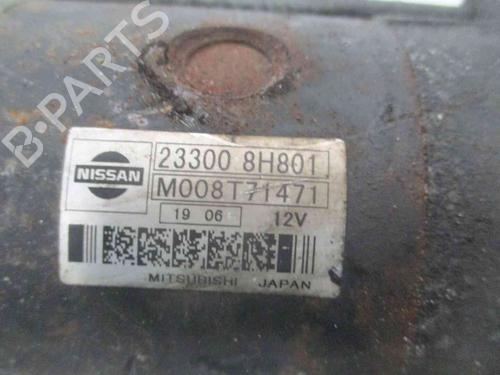 B-PARTS
NISSAN
23300 8H801
M008T71471
19 06 12V
MITSUBISHI JAPAN